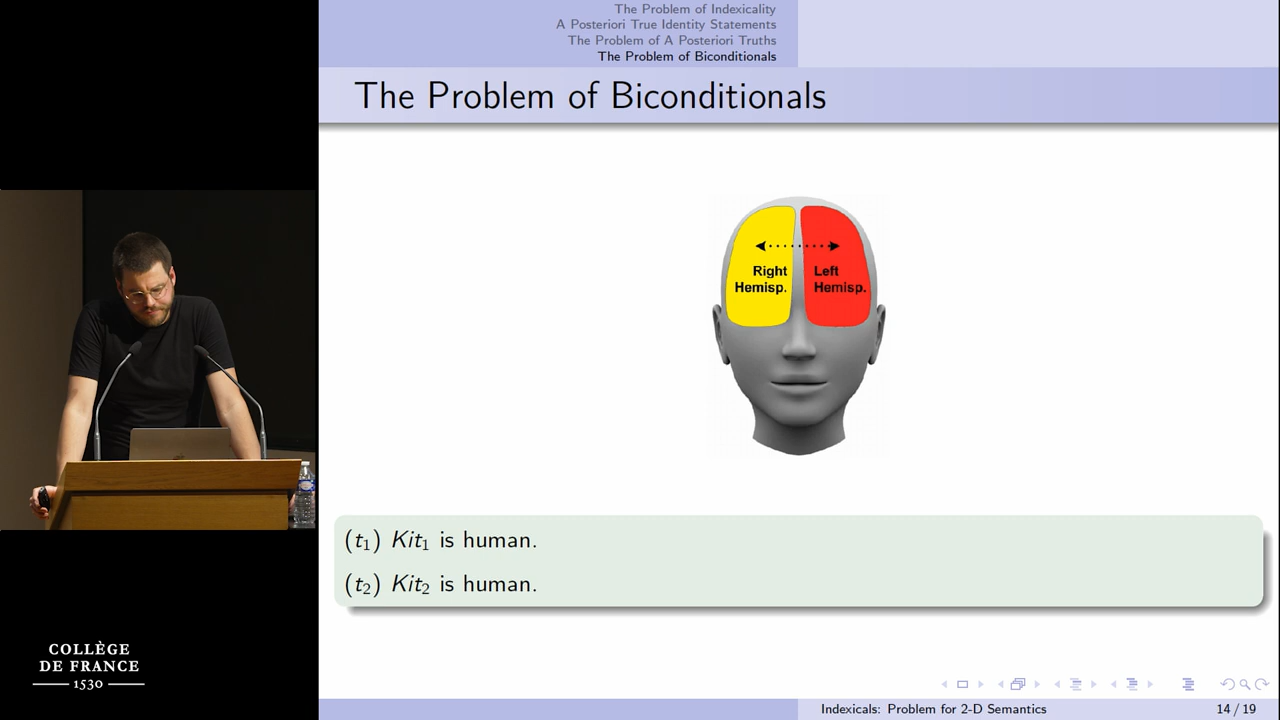 The Problem of Indexicality
A Posteriori True Identity Statements
The Problem of A Posteriori Truths
The Problem of Biconditionals
The Problem of Biconditionals
Right
Hemisp.
Left
Hemisp.
(t₁) Kit₁ is human.
(t₂) Kit₂ is human.
COLLÈGE
DE FRANCE
1530
Indexicals: Problem for 2-D Semantics
14 / 19